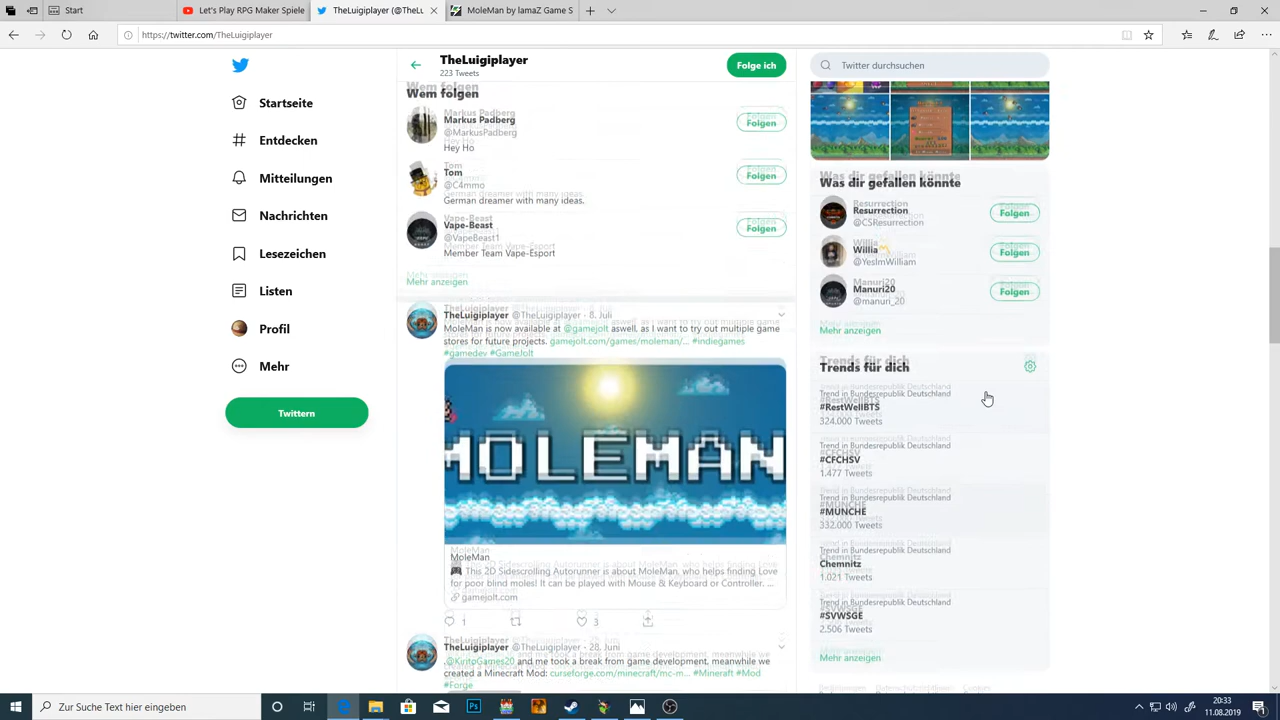 Start
Let's Play RPG Maker Spiele
TheLuigiplayer (@TheLu
MoleMan by lamaZ Game S
https://twitter.com/TheLuigiplayer
TheLuigiplayer
223 Tweets
Folge ich
Twitter durchsuchen
Startseite
Entdecken
Mitteilungen
Nachrichten
Lesezeichen
Listen
Profil
Mehr
Twittern
Wem folgen
Markus Padberg
@MarkusPadberg
Hey Ho
Folgen
Tom
@C4mmo
German dreamer with many ideas.
Folgen
Vape-Beast
@VapeBeast1
Member Team Vape-Esport
Folgen
Mehr anzeigen
TheLuigiplayer @TheLuigiplayer · 8. Juli
MoleMan is now available at @gamejolt aswell, as I want to try out multiple game
stores for future projects. gamejolt.com/games/moleman/... #indiegames
#gamedev #GameJolt
MOLEMAN
MoleMan
🎮 This 2D Sidescrolling Autorunner is about MoleMan, who helps finding Love
for poor blind moles! It can be played with Mouse & Keyboard or Controller. ...
gamejolt.com
1
3
TheLuigiplayer @TheLuigiplayer · 28. Juni
.@KiritoGames20 and me took a break from game development, meanwhile we
created a Minecraft Mod: curseforge.com/minecraft/mc-m... #Mineraft #Mod
#Forge
Was dir gefallen könnte
Resurrection
@CSResurrection
Folgen
Willia
@YesImWilliam
Folgen
Manuri20
@manuri_20
Folgen
Mehr anzeigen
Trends für dich
Trend in Bundesrepublik Deutschland
#RestWellBTS
324.000 Tweets
Trend in Bundesrepublik Deutschland
#CFCHSV
1.477 Tweets
Trend in Bundesrepublik Deutschland
#MUNCHE
332.000 Tweets
Trend in Bundesrepublik Deutschland
Chemnitz
1.021 Tweets
Trend in Bundesrepublik Deutschland
#SVWSGE
2.506 Tweets
Mehr anzeigen
Zur Suche Text hier eingeben
20:33
11.08.2019